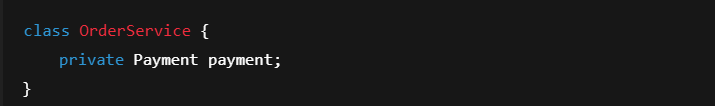 class OrderService {
    private Payment payment;
}